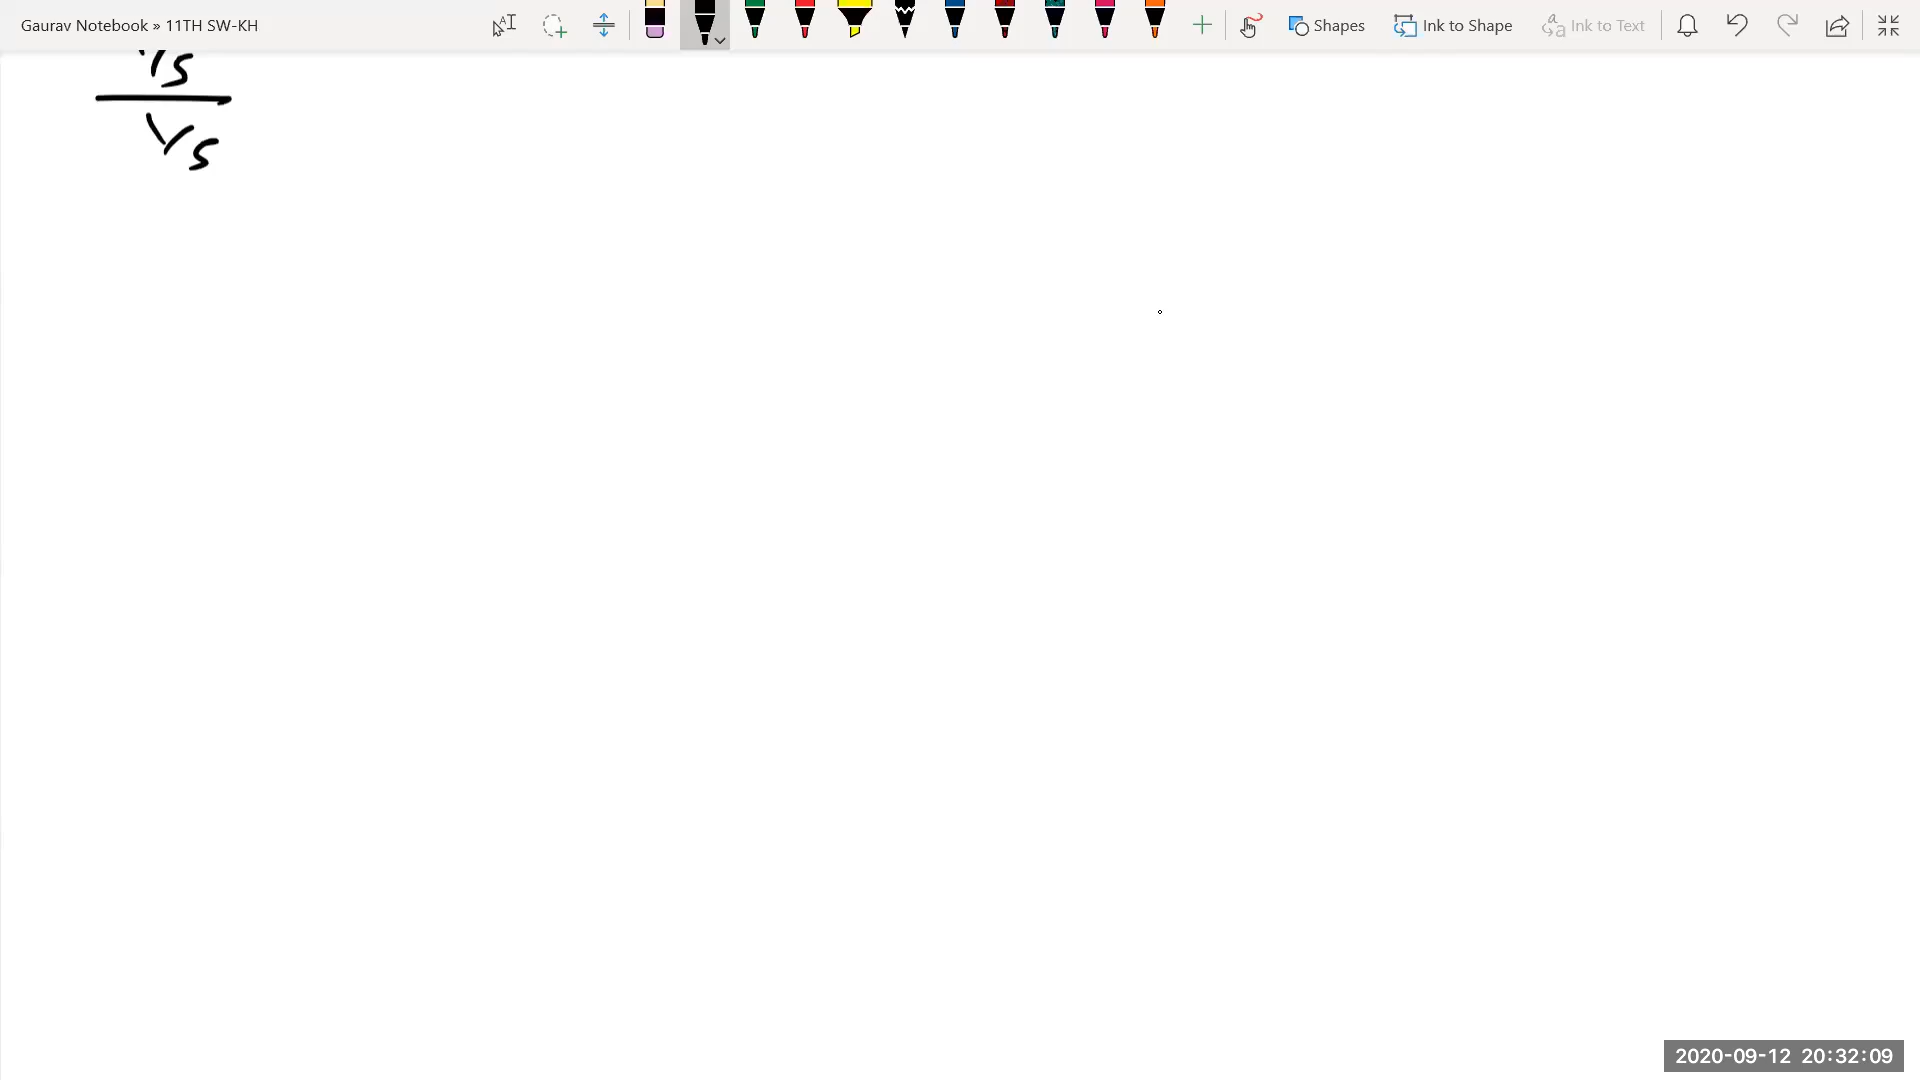 Gaurav Notebook » 11TH SW-KH
Shapes
Ink to Shape
Ink to Text
2020-09-12 20:32:09